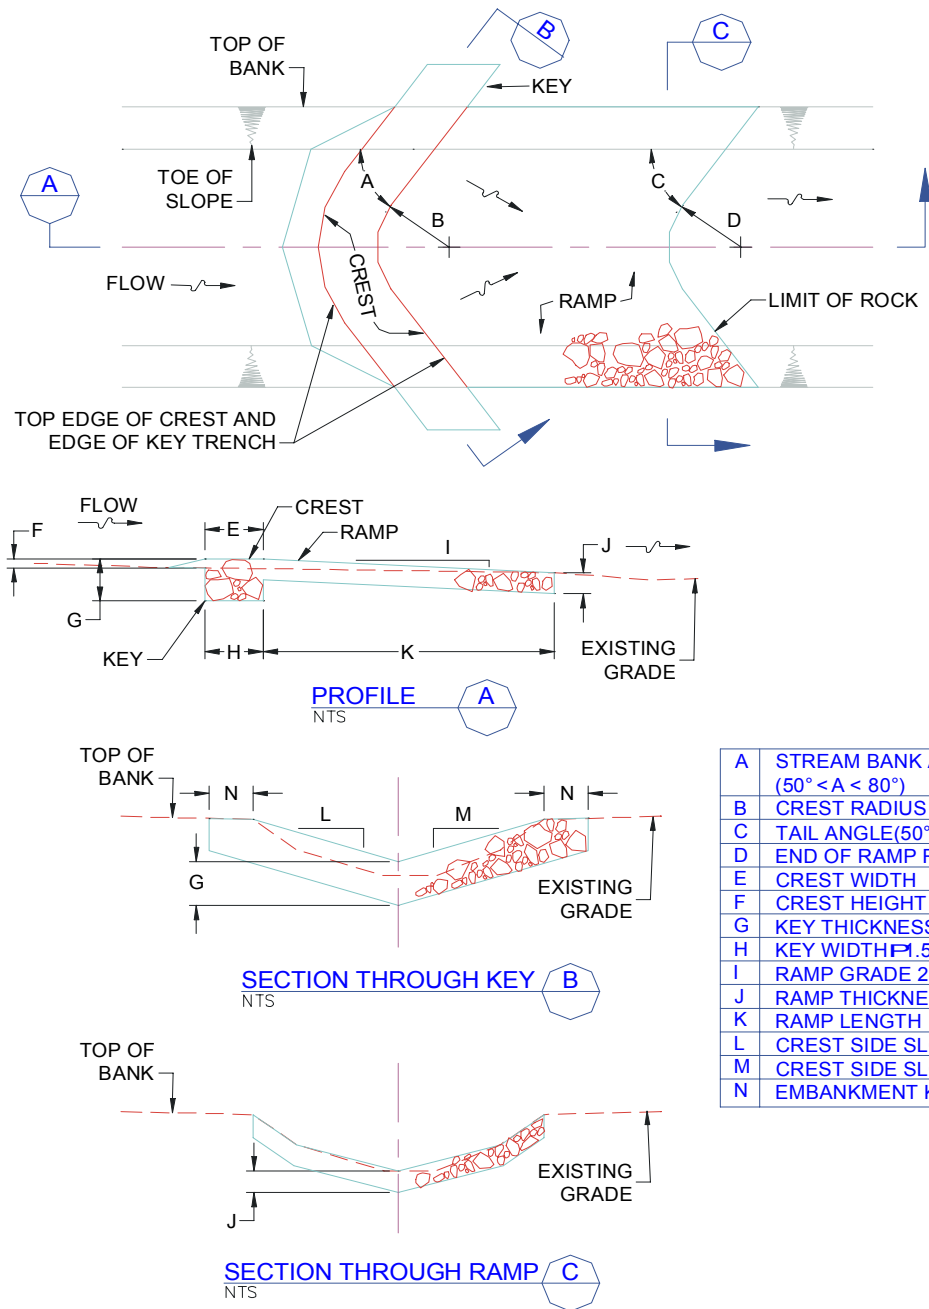 B
C
TOP OF
BANK
KEY
A
TOE OF
SLOPE
A
C
B
D
FLOW
CREST
RAMP
LIMIT OF ROCK
TOP EDGE OF CREST AND
EDGE OF KEY TRENCH
FLOW
CREST
F
E
RAMP
I
J
G
KEY
H
K
EXISTING
GRADE
PROFILE
NTS
A
TOP OF
BANK
N
L
M
N
G
EXISTING
GRADE
SECTION THROUGH KEY
NTS
B
TOP OF
BANK
EXISTING
GRADE
J
SECTION THROUGH RAMP
NTS
C
A STREAM BANK
(50° < A < 80°)
B CREST RADIUS
C TAIL ANGLE(50°
D END OF RAMP
E CREST WIDTH
F CREST HEIGHT
G KEY THICKNESS
H KEY WIDTH 1.5
I RAMP GRADE 2
J RAMP THICKNE
K RAMP LENGTH
L CREST SIDE SL
M CREST SIDE SL
N EMBANKMENT K